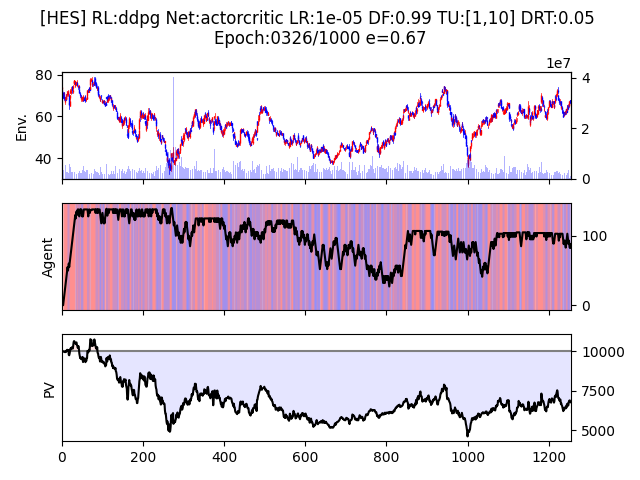 [HES] RL:ddpg Net:actorcritic LR:1e-05 DF:0.99 TU:[1,10] DRT:0.05
Epoch:0326/1000 e=0.67
1e7
80
60
40
Env.
4
2
0
Agent
100
0
PV
10000
7500
5000
0 200 400 600 800 1000 1200